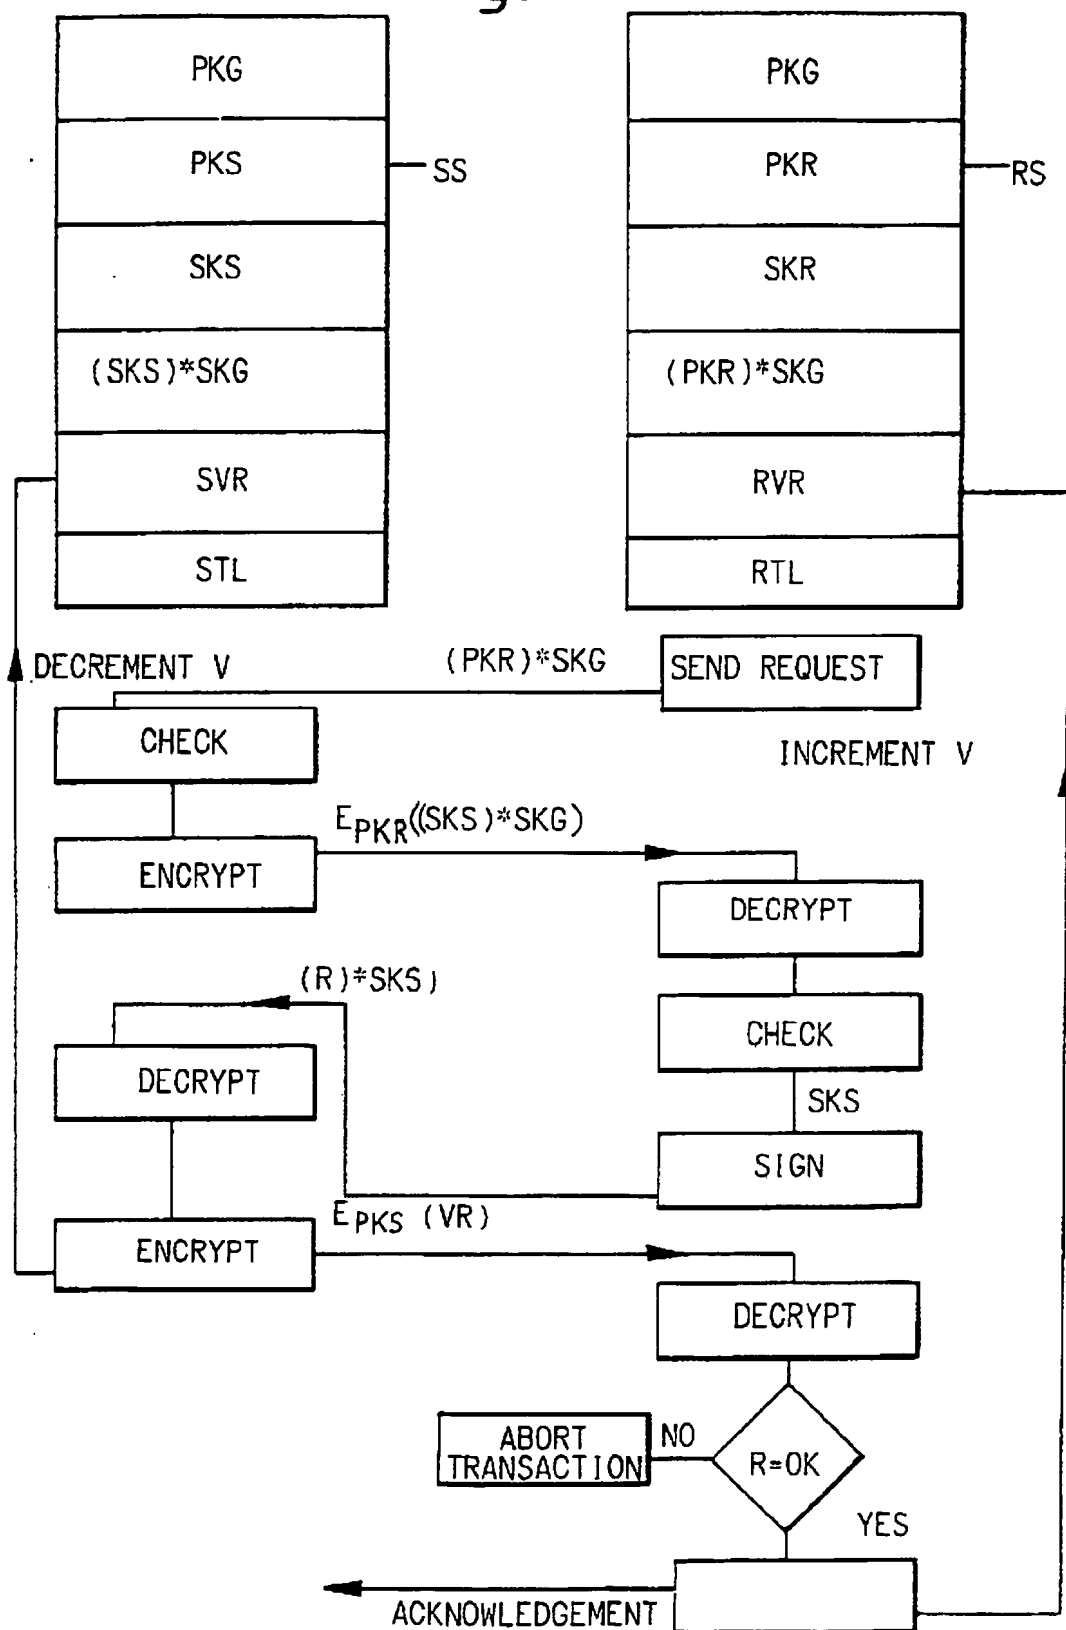 g.
PKG
PKS
SS
SKS
(SKS)*SKG
SVR
STL
PKG
PKR
RS
SKR
(PKR)*SKG
RVR
RTL
DECREMENT V
(PKR)*SKG
SEND REQUEST
CHECK
INCREMENT V
EPKR((SKS)*SKG)
ENCRYPT
DECRYPT
(R)*SKS)
CHECK
DECRYPT
SKS
SIGN
EPKS (VR)
ENCRYPT
DECRYPT
ABORT
TRANSACTION
NO
R=OK
YES
ACKNOWLEDGEMENT